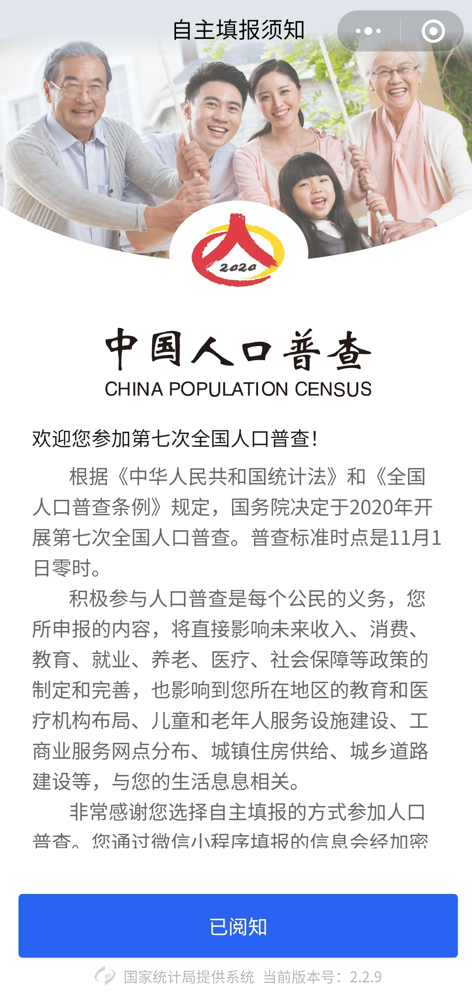 自主填报须知
2020
中国人口普查
CHINA POPULATION CENSUS
欢迎您参加第七次全国人口普查！
根据《中华人民共和国统计法》和《全国
人口普查条例》规定，国务院决定于2020年开
展第七次全国人口普查。普查标准时点是11月1
日零时。
积极参与人口普查是每个公民的义务，您
所申报的内容，将直接影响未来收入、消费、
教育、就业、养老、医疗、社会保障等政策的
制定和完善，也影响到您所在地区的教育和医
疗机构布局、儿童和老年人服务设施建设、工
商业服务网点分布、城镇住房供给、城乡道路
建设等，与您的生活息息相关。
非常感谢您选择自主填报的方式参加人口
普查。您通过微信小程序填报的信息会经加密
已阅知
国家统计局提供系统 当前版本号：2.2.9